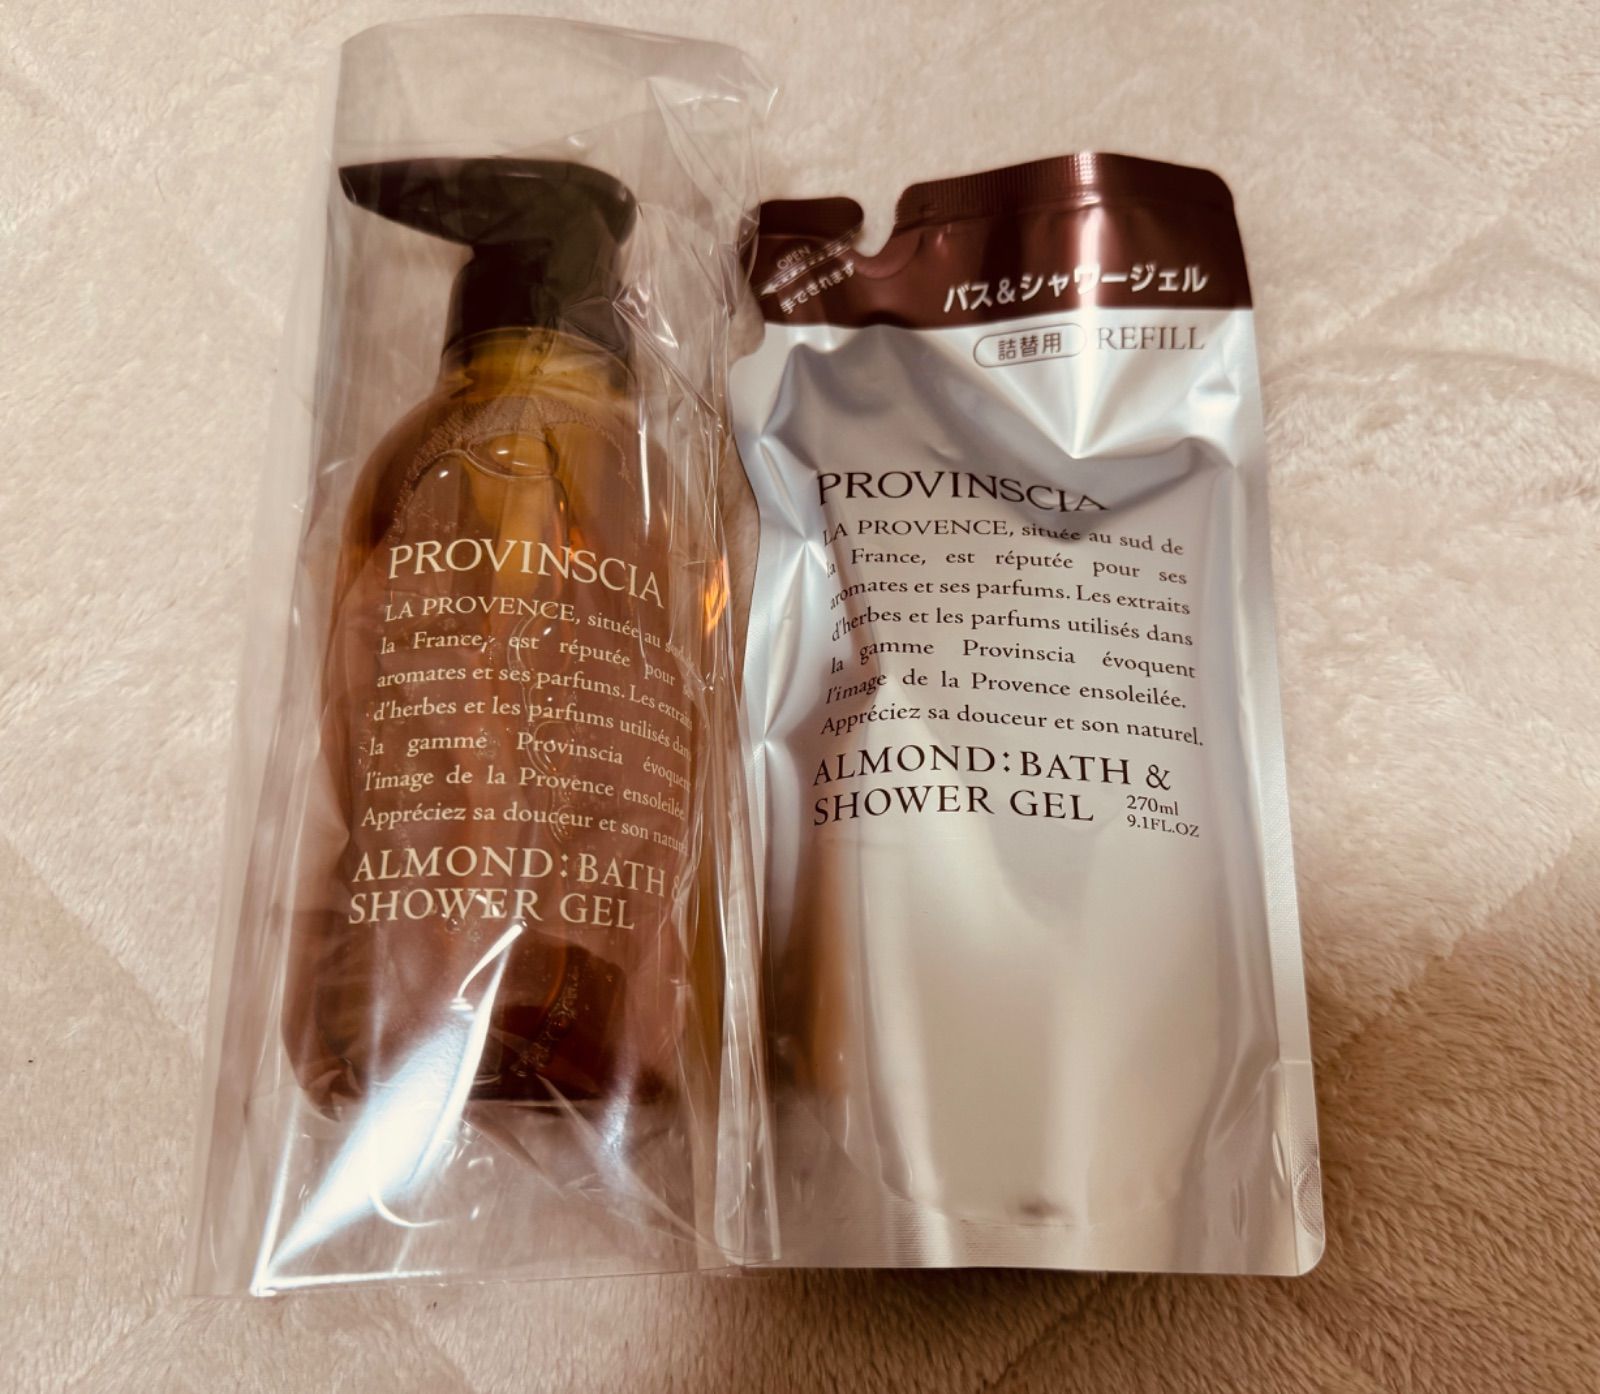 PROVINSCIA
LA PROVENCE, située au sud
la France, est réputée pour
aromates et ses parfums. Les extraits
d'herbes et les parfums utilisés dans
la gamme Provinscia évoquent
l'image de la Provence ensoleilée.
Appréciez sa douceur et son nature
ALMOND:BATH &
SHOWER GEL
OPEN
手できれます
バス&シャワージェル
詰替用 REFILL
PROVINSCIA
LA PROVENCE, située au sud de
la France, est réputée pour ses
aromates et ses parfums. Les extraits
d'herbes et les parfums utilisés dans
la gamme Provinscia évoquent
l'image de la Provence ensoleilée.
Appréciez sa douceur et son naturel.
ALMOND:BATH &
SHOWER GEL
270ml
9.1FL.OZ